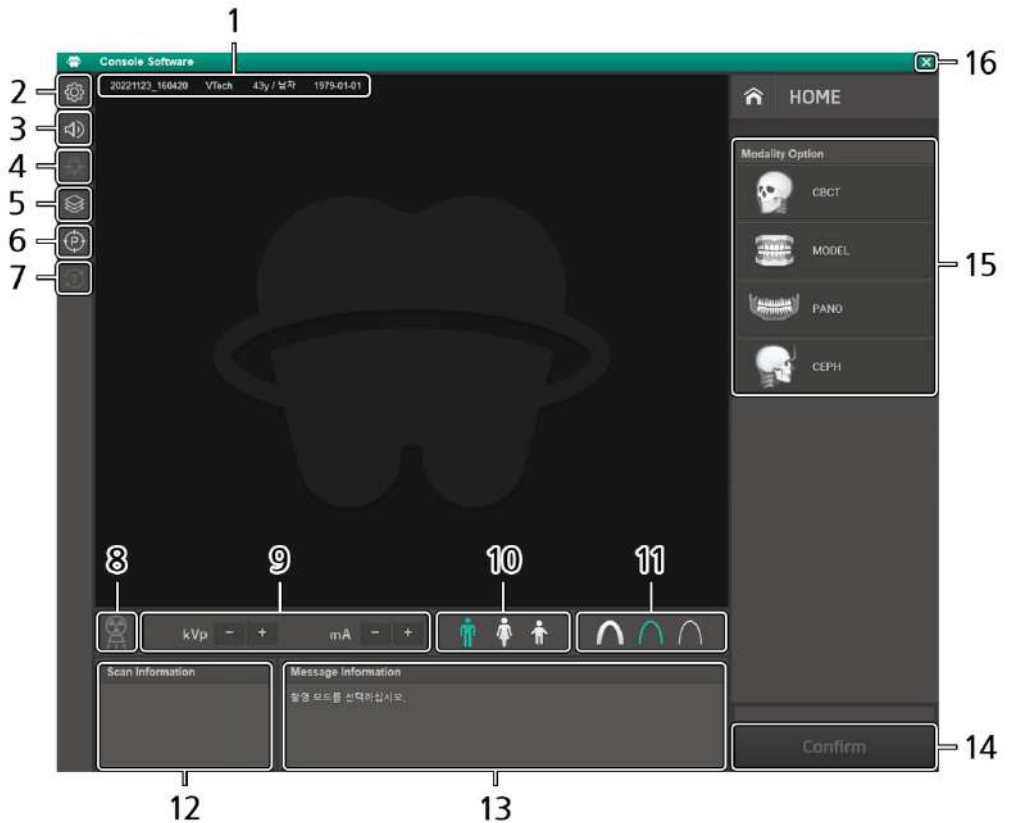 1
Console Software
16
20221123_160420 VTech 43y / 남자 1979-01-01
2
3
4
5
6
7
HOME
Modality Option
CBCT
MODEL
PANO
CEPH
15
8
9
10
11
kVp - +
mA - +
Scan Information
Message Information
촬영 모드를 선택하십시오.
Confirm
14
12
13